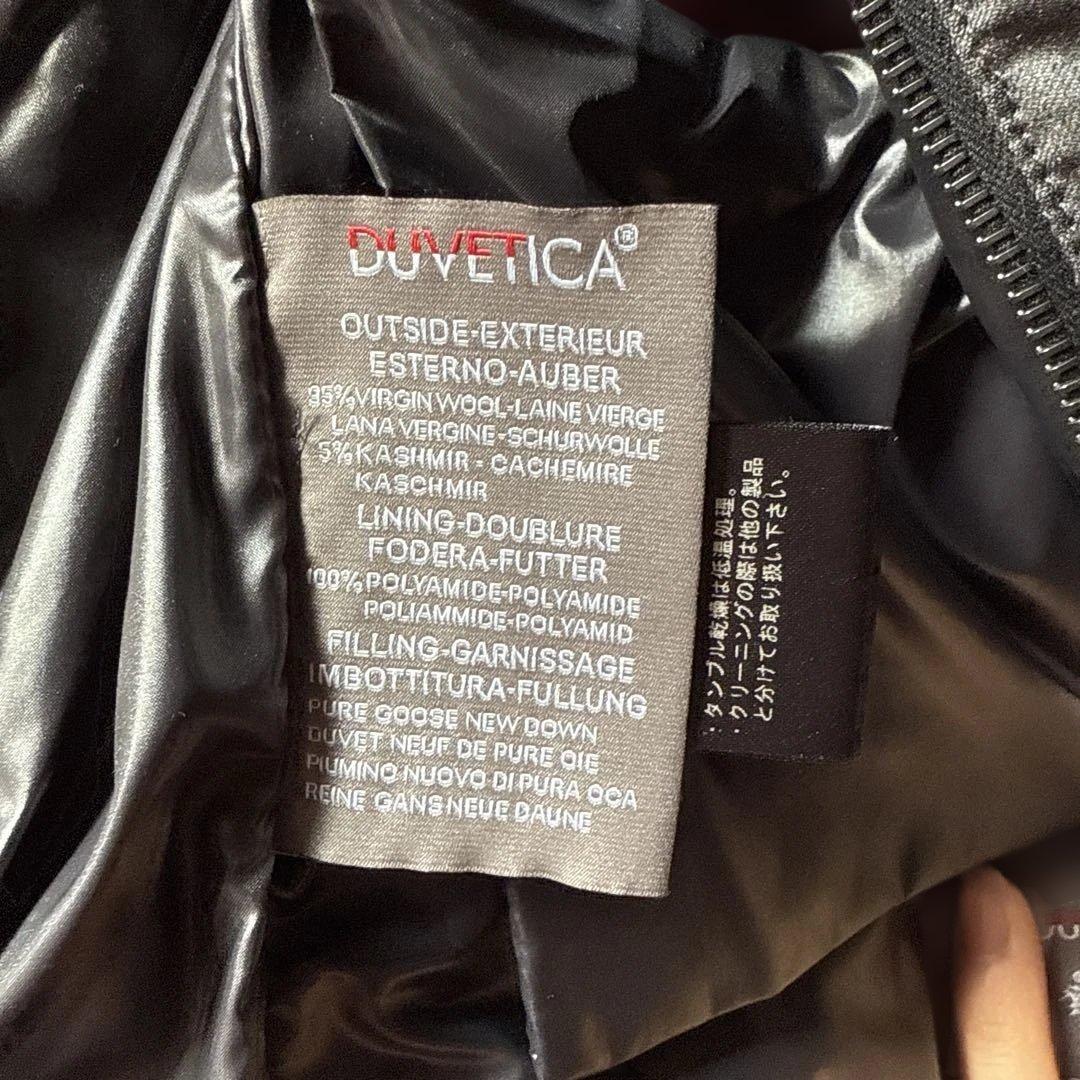 DUVETICA®
OUTSIDE-EXTERIEUR
ESTERNO-AUBER
95%VIRGIN WOOL-LAINE VIERGE
LANA VERGINE-SCHURWOLLE
5%KASHMIR - CACHEMIRE
KASCHMIR
LINING-DOUBLURE
FODERA-FUTTER
100%POLYAMIDE-POLYAMIDE
POLIAMMIDE-POLYAMID
FILLING-GARNISSAGE
IMBOTTITURA-FÜLLUNG
PURE GOOSE NEW DOWN
DUVET NEUF DE PURE OIE
PIUMINO NUOVO DI PURA OCA
REINE GANS NEUE DAUNE
・タンブル乾燥は低温処理。
・クリーニングの際は他の製品
と分けてお取り扱い下さい。